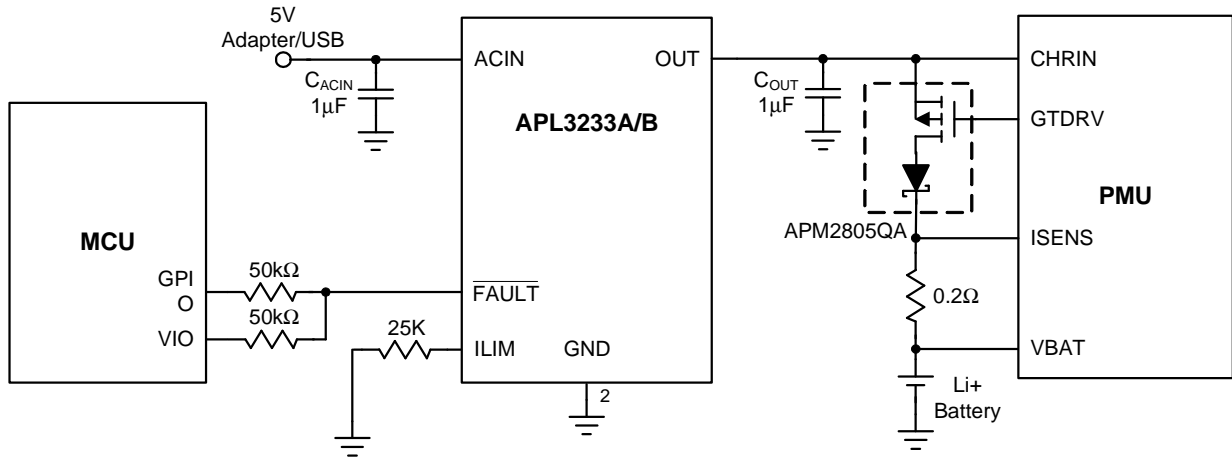 5V
Adapter/USB
C_ACIN
1μF
ACIN
OUT
APL3233A/B
C_OUT
1μF
CHRIN
GTDRV
PMU
APM2805QA
ISENS
0.2Ω
VBAT
Li+
Battery
MCU
GPI
O
50kΩ
50kΩ
VIO
FAULT
25K
ILIM
GND
2